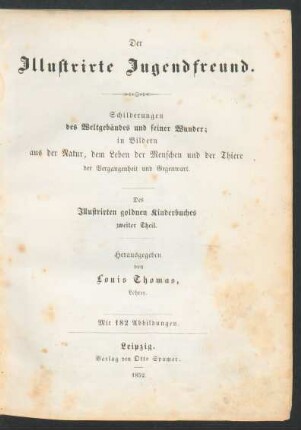 Der
Illustrirte Jugendfreund.
Schilderungen
des Weltgebäudes und seiner Wunder;
in Bildern
aus der Natur, dem Leben der Menschen und der Thiere
der Vergangenheit und Gegenwart.
Des
Illustrirten goldnen Kinderbuches
zweiter Theil.
Herausgegeben
von
Louis Thomas,
Lehrer.
Mit 182 Abbildungen.
Leipzig.
Verlag von Otto Spamer.
1852